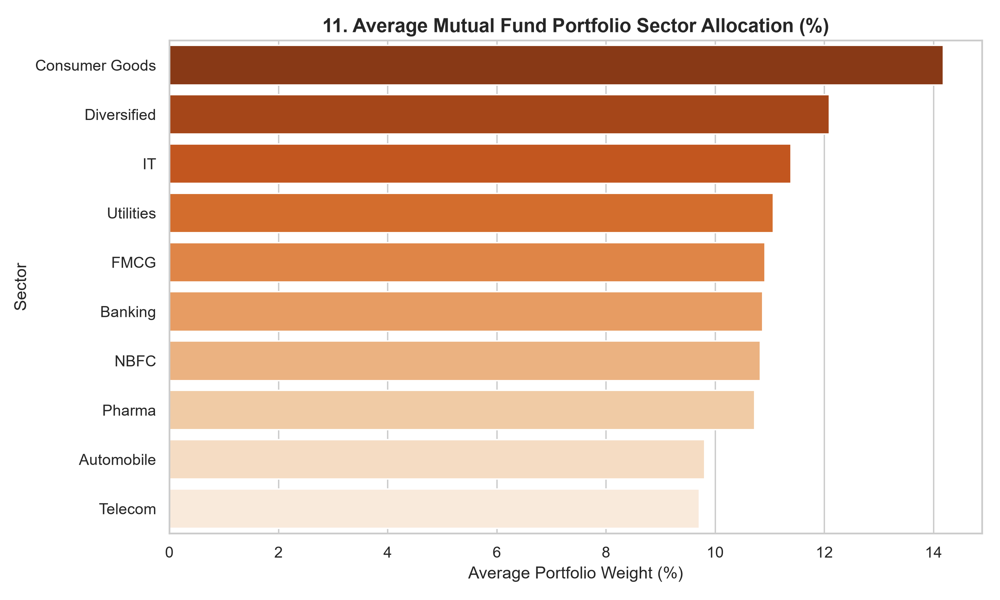 11. Average Mutual Fund Portfolio Sector Allocation (%)
Sector
Consumer Goods
Diversified
IT
Utilities
FMCG
Banking
NBFC
Pharma
Automobile
Telecom
0 2 4 6 8 10 12 14
Average Portfolio Weight (%)